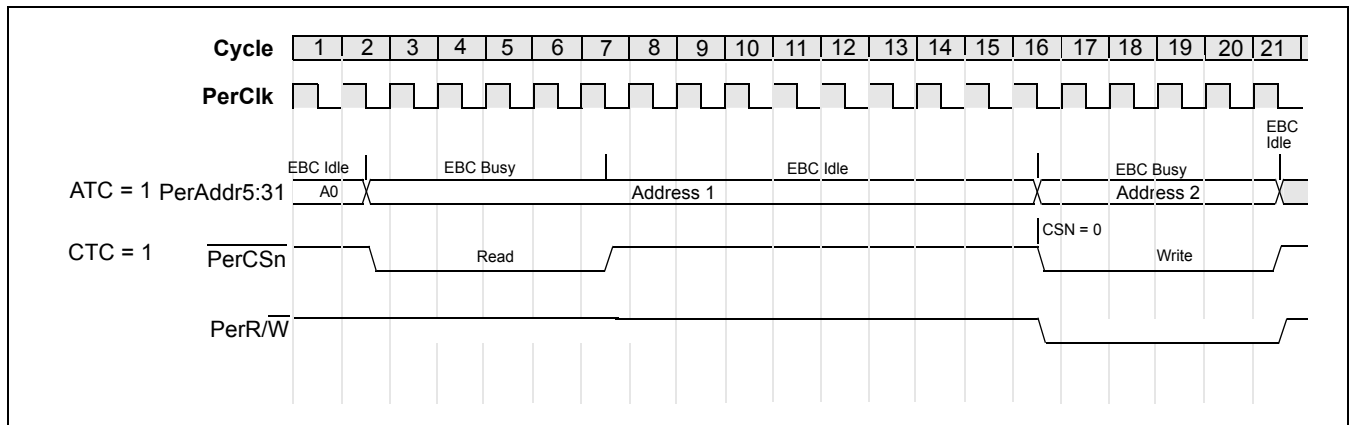 Cycle 1 2 3 4 5 6 7 8 9 10 11 12 13 14 15 16 17 18 19 20 21
PerClk
EBC
Idle
EBC Idle EBC Busy EBC Idle EBC Busy
ATC = 1 PerAddr5:31 A0 Address 1 Address 2
CSN = 0
CTC = 1 PerCSn Read Write
PerR/W